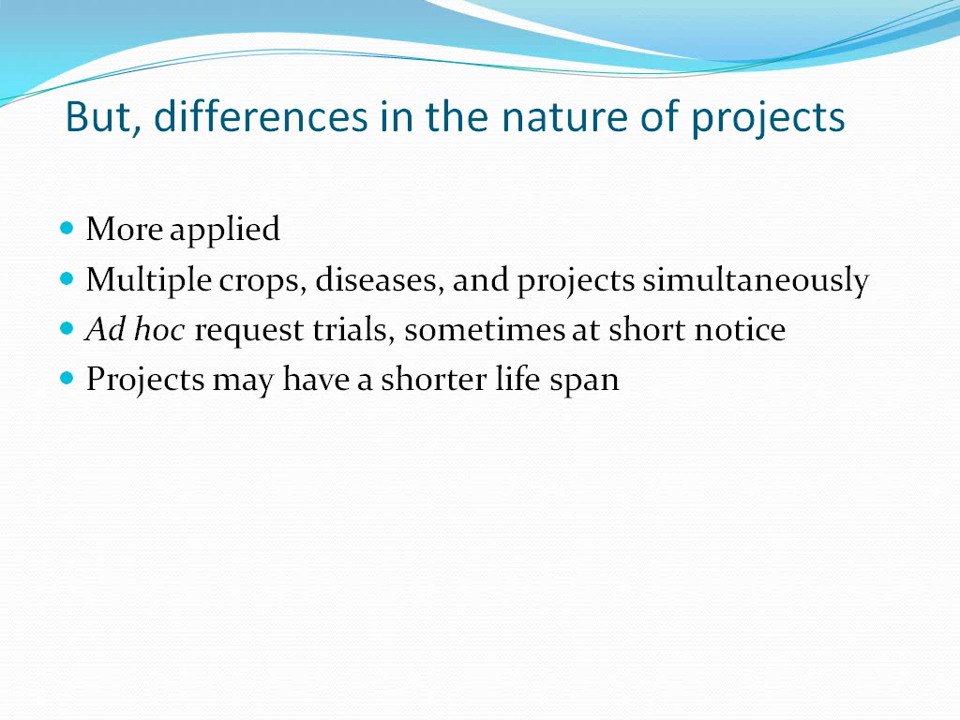 But, differences in the nature of projects
More applied
Multiple crops, diseases, and projects simultaneously
Ad hoc request trials, sometimes at short notice
Projects may have a shorter life span